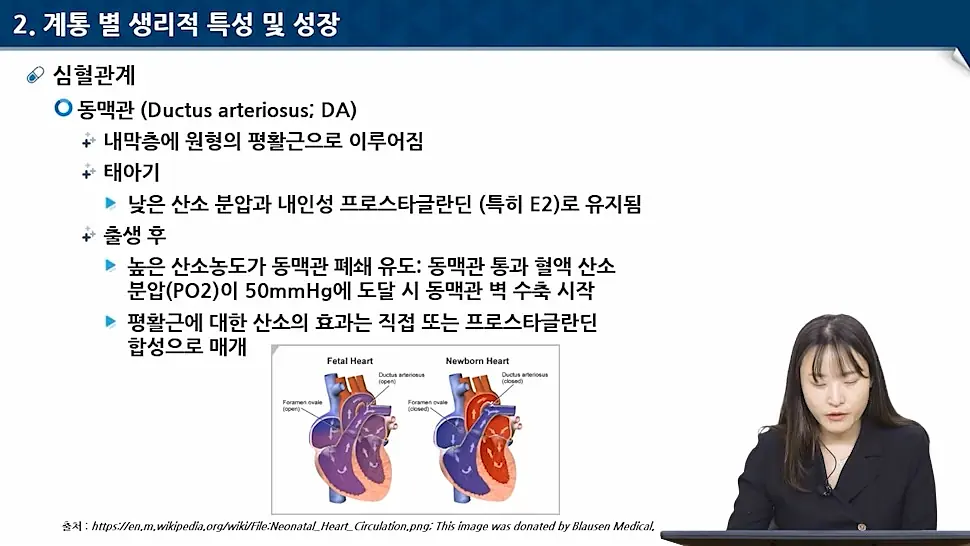 2. 계통 별 생리적 특성 및 성장
심혈관계
동맥관 (Ductus arteriosus; DA)
내막층에 원형의 평활근으로 이루어짐
태아기
낮은 산소 분압과 내인성 프로스타글란딘 (특히 E2)로 유지됨
출생 후
높은 산소농도가 동맥관 폐쇄 유도: 동맥관 통과 혈액 산소
분압(PO2)이 50mmHg에 도달 시 동맥관 벽 수축 시작
평활근에 대한 산소의 효과는 직접 또는 프로스타글란딘
합성으로 매개
Fetal Heart
Ductus arteriosus
(open)
Foramen ovale
(open)
Newborn Heart
Ductus arteriosus
(closed)
Foramen ovale
(closed)
출처 : https://en.m.wikipedia.org/wiki/File:Neonatal_Heart_Circulation.png: This image was donated by Blausen Medical.